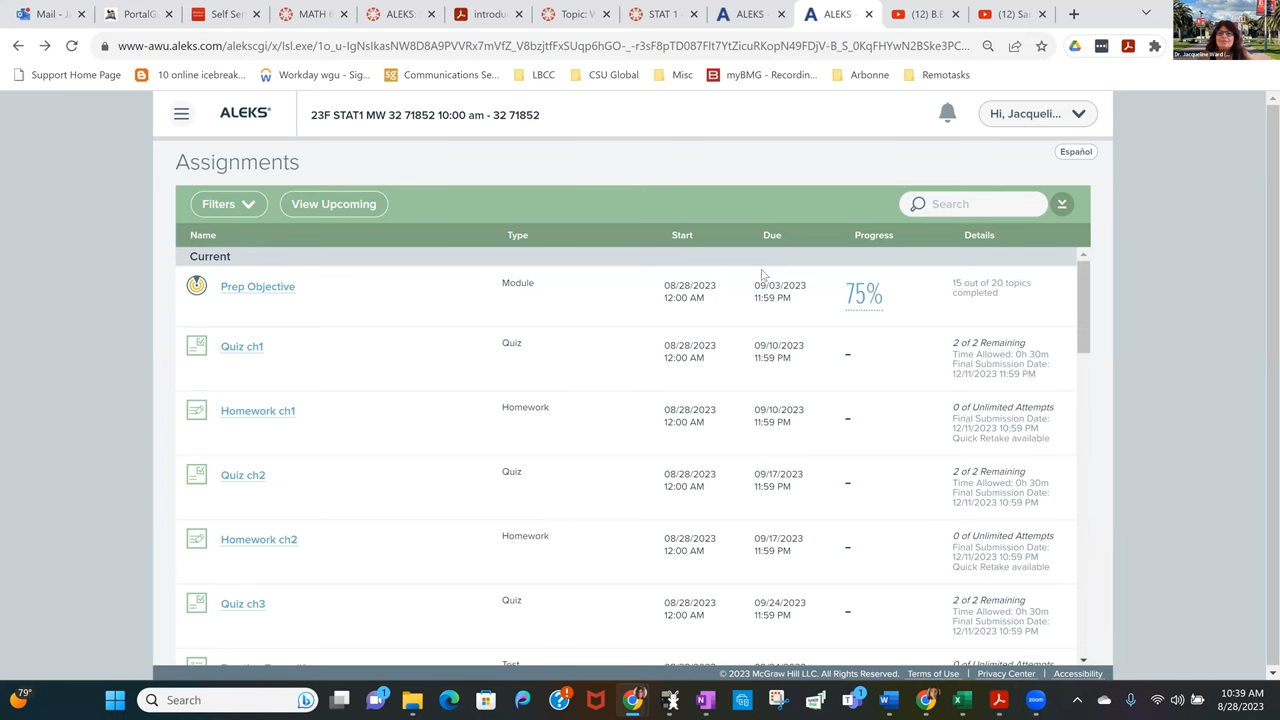 Mail - J
PortalG
Self Ser
MATH 6
ALEKS:
introdu
STAT 1
ALEKS
ALEKS -
(10) B.
(10) Sar
www-awu.aleks.com/alekscgi/x/Isl.exe/
Support Home Page
10 online icebreak...
Workday wgu - Sig...
Communications Se...
LBCC
CSU Global
Misc
myBMG - Recordin...
Arbonne
Remotasks
Dr. Jacqueline Ward
ALEKS®
23F STAT1 MW 32 71852 10:00 am - 32 71852
Hi, Jacqueli...
Assignments
Español
Filters
View Upcoming
Search
Name Type Start Due Progress Details
Current
Prep Objective
Module
08/28/2023
12:00 AM
09/03/2023
11:59 PM
75%
15 out of 20 topics
completed
Quiz ch1
Quiz
08/28/2023
12:00 AM
09/10/2023
11:59 PM
–
2 of 2 Remaining
Time Allowed: 0h 30m
Final Submission Date:
12/11/2023 11:59 PM
Homework ch1
Homework
08/28/2023
12:00 AM
09/10/2023
11:59 PM
–
0 of Unlimited Attempts
Final Submission Date:
12/11/2023 10:59 PM
Quick Retake available
Quiz ch2
Quiz
08/28/2023
12:00 AM
09/17/2023
11:59 PM
–
2 of 2 Remaining
Time Allowed: 0h 30m
Final Submission Date:
12/11/2023 10:59 PM
Homework ch2
Homework
08/28/2023
12:00 AM
09/17/2023
11:59 PM
–
0 of Unlimited Attempts
Final Submission Date:
12/11/2023 10:59 PM
Quick Retake available
Quiz ch3
Quiz
08/28/2023
12:00 AM
09/24/2023
11:59 PM
–
2 of 2 Remaining
Time Allowed: 0h 30m
Final Submission Date:
12/11/2023 10:59 PM
Test
0 of Unlimited Attempts
© 2023 McGraw Hill LLC. All Rights Reserved. Terms of Use | Privacy Center | Accessibility
79°
Search
zoom
10:39 AM
8/28/2023